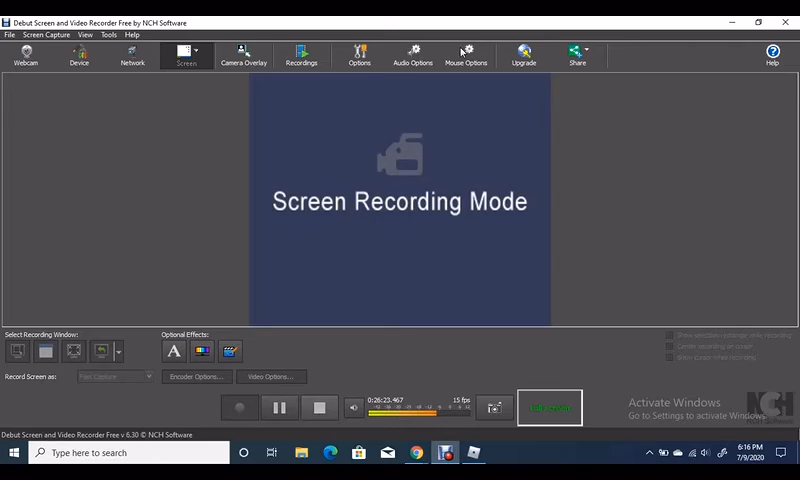 Debut Screen and Video Recorder Free by NCH Software
File Screen Capture View Tools Help
Webcam Device Network Screen Camera Overlay Recordings Options Audio Options Mouse Options Upgrade Share Help
Screen Recording Mode
Select Recording Window: Optional Effects:
A
Record Screen as: Encoder Options... Video Options...
0:26:23.467 15 fps
Activate Windows
Go to Settings to activate Windows.
NCH
Debut Screen and Video Recorder Free v 6.30 © NCH Software
Type here to search
6:16 PM
7/9/2020